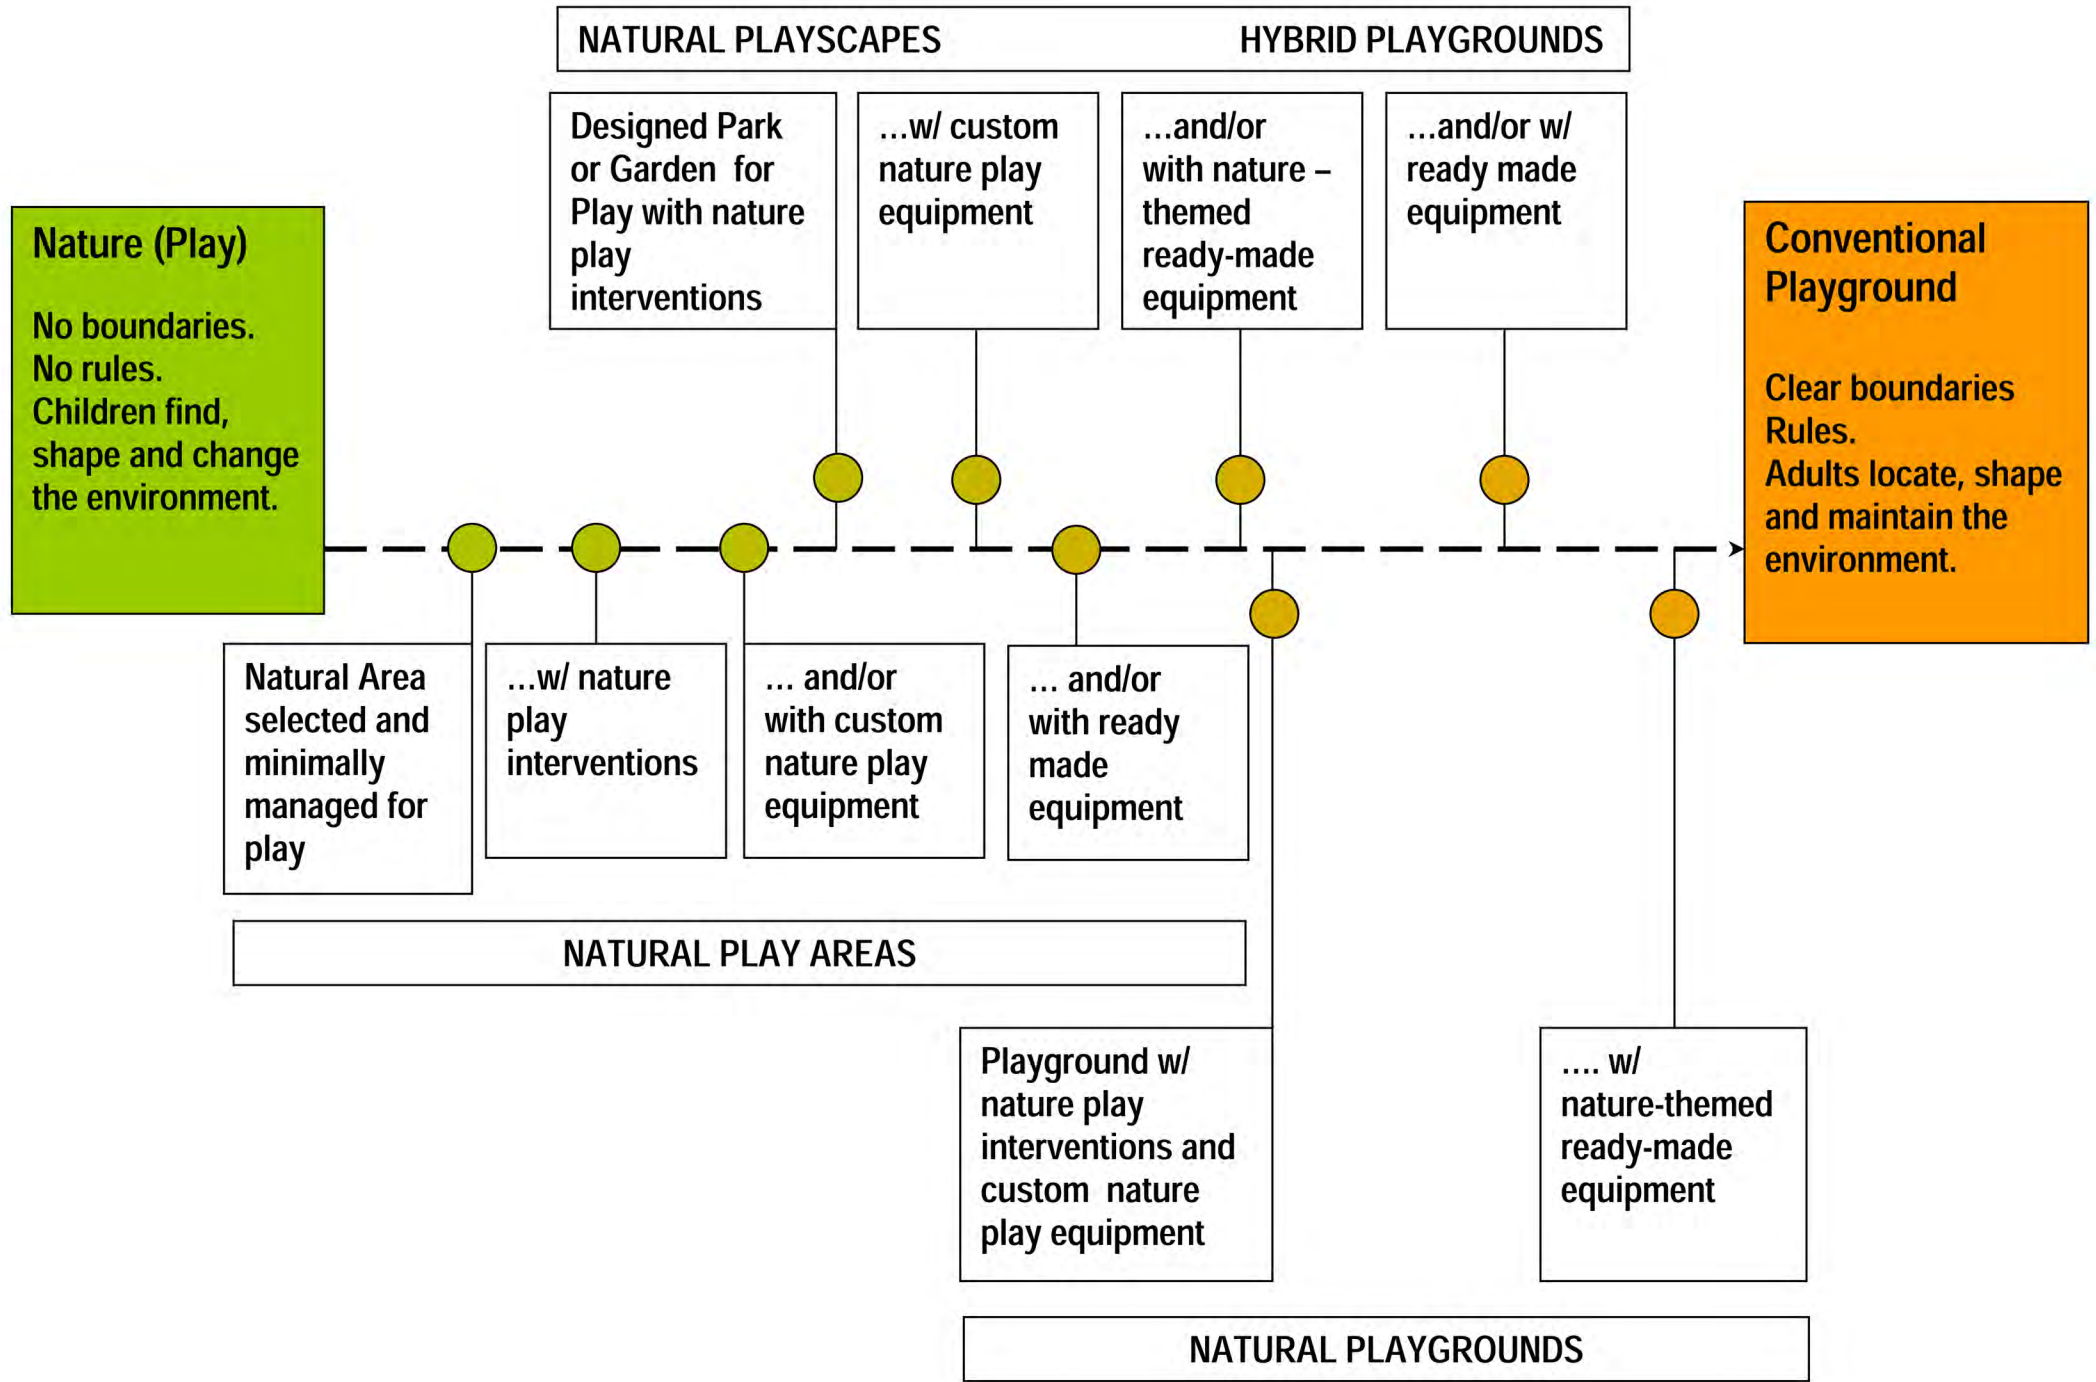 NATURAL PLAYSCAPES HYBRID PLAYGROUNDS
Designed Park
or Garden for
Play with nature
play
interventions
...w/ custom
nature play
equipment
...and/or
with nature –
themed
ready-made
equipment
...and/or w/
ready made
equipment
Nature (Play)
No boundaries.
No rules.
Children find,
shape and change
the environment.
Conventional
Playground
Clear boundaries
Rules.
Adults locate, shape
and maintain the
environment.
Natural Area
selected and
minimally
managed for
play
...w/ nature
play
interventions
... and/or
with custom
nature play
equipment
... and/or
with ready
made
equipment
NATURAL PLAY AREAS
Playground w/
nature play
interventions and
custom nature
play equipment
.... w/
nature-themed
ready-made
equipment
NATURAL PLAYGROUNDS